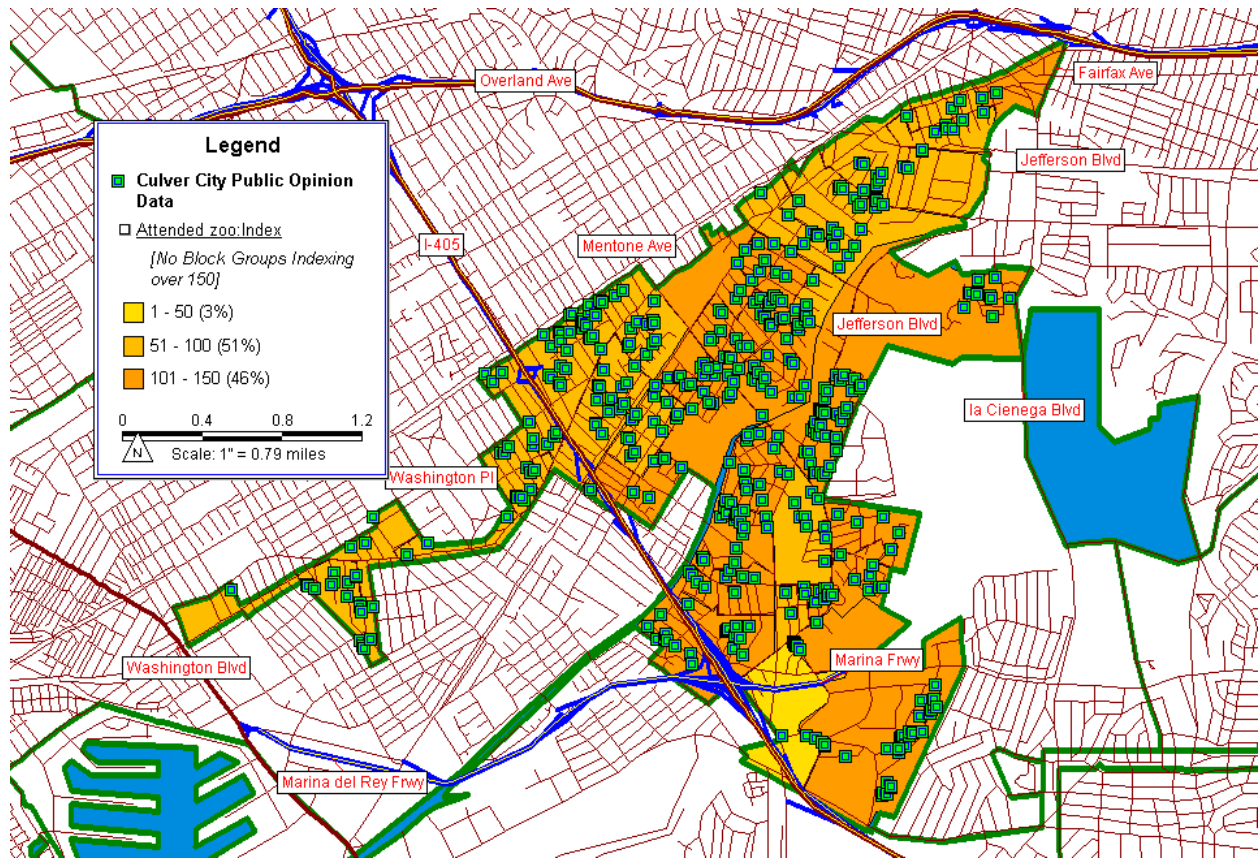 Overland Ave
Fairfax Ave
Legend
Culver City Public Opinion
Data
Attended zoo:Index
[No Block Groups Indexing
over 150]
1 - 50 (3%)
51 - 100 (51%)
101 - 150 (46%)
0 0.4 0.8 1.2
N
Scale: 1" = 0.79 miles
Jefferson Blvd
I-405
Mentone Ave
Jefferson Blvd
la Cienega Blvd
Washington Pl
Washington Blvd
Marina Frwy
Marina del Rey Frwy